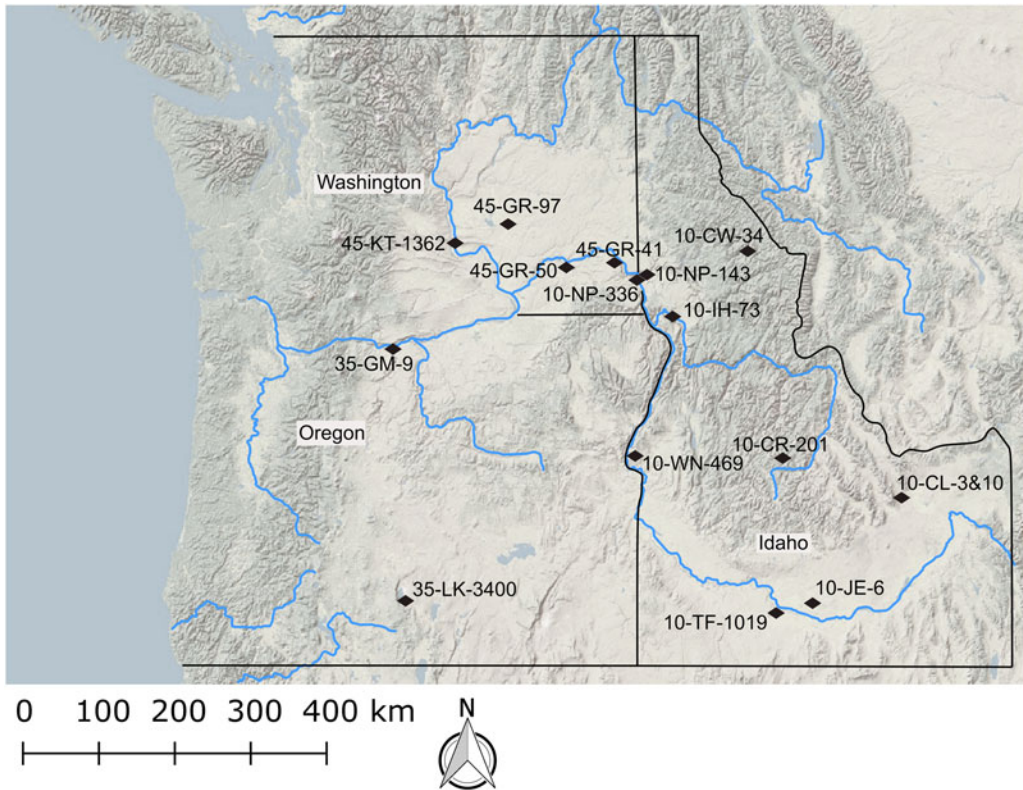 Washington
45-GR-97
45-KT-1362
45-GR-41
10-CW-34
45-GR-50
10-NP-143
10-NP-336
10-IH-73
35-GM-9
Oregon
10-CR-201
10-WN-469
10-CL-3&10
Idaho
35-LK-3400
10-JE-6
10-TF-1019
0 100 200 300 400 km
N